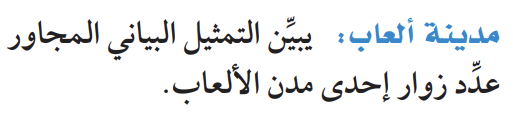 مدينة ألعاب: يبيِّن التمثيل البياني المجاور
عدِّد زوار إحدى مدن الألعاب.